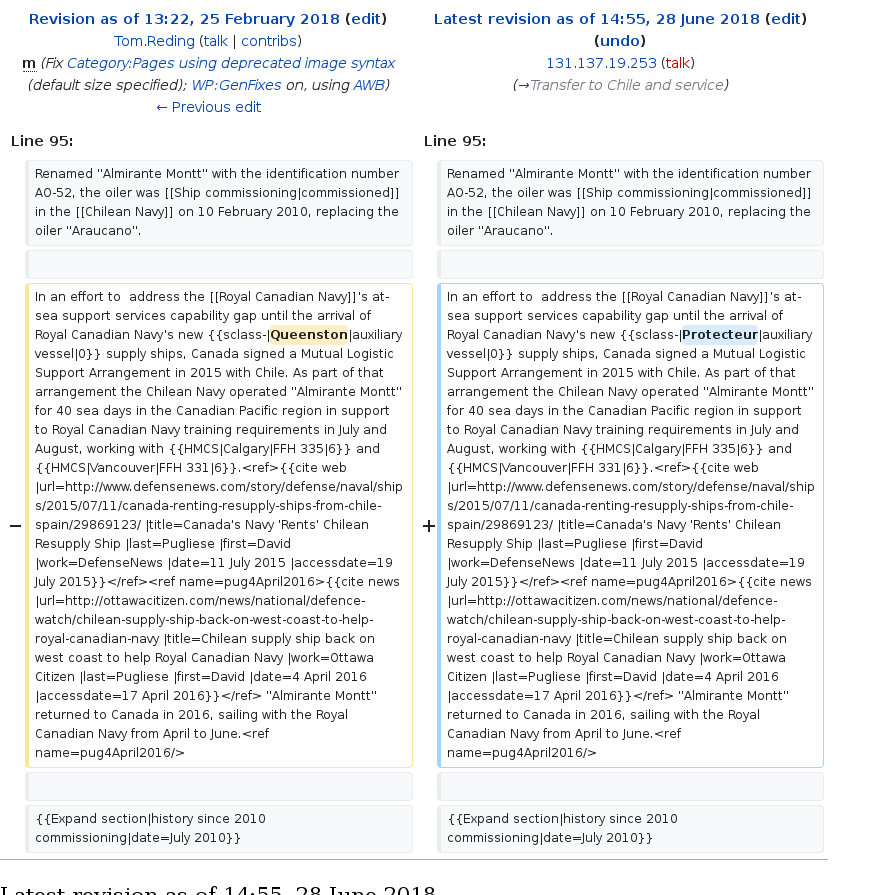 Revision as of 13:22, 25 February 2018 (edit)
Tom.Reding (talk | contribs)
m (Fix Category:Pages using deprecated image syntax
(default size specified); WP:GenFixes on, using AWB)
← Previous edit
Latest revision as of 14:55, 28 June 2018 (edit)
(undo)
131.137.19.253 (talk)
(→Transfer to Chile and service)
Line 95:
Line 95:
Renamed ''Almirante Montt'' with the identification number
AO-52, the oiler was [[Ship commissioning|commissioned]]
in the [[Chilean Navy]] on 10 February 2010, replacing the
oiler ''Araucano''.
Renamed ''Almirante Montt'' with the identification number
AO-52, the oiler was [[Ship commissioning|commissioned]]
in the [[Chilean Navy]] on 10 February 2010, replacing the
oiler ''Araucano''.
−
In an effort to  address the [[Royal Canadian Navy]]'s at-
sea support services capability gap until the arrival of
Royal Canadian Navy's new {{sclass-|Queenston|auxiliary
vessel|0}} supply ships, Canada signed a Mutual Logistic
Support Arrangement in 2015 with Chile. As part of that
arrangement the Chilean Navy operated ''Almirante Montt''
for 40 sea days in the Canadian Pacific region in support
to Royal Canadian Navy training requirements in July and
August, working with {{HMCS|Calgary|FFH 335|6}} and
{{HMCS|Vancouver|FFH 331|6}}.<ref>{{cite web
|url=http://www.defensenews.com/story/defense/naval/ship
s/2015/07/11/canada-renting-resupply-ships-from-chile-
spain/29869123/ |title=Canada's Navy 'Rents' Chilean
Resupply Ship |last=Pugliese |first=David
|work=DefenseNews |date=11 July 2015 |accessdate=19
July 2015}}</ref><ref name=pug4April2016>{{cite news
|url=http://ottawacitizen.com/news/national/defence-
watch/chilean-supply-ship-back-on-west-coast-to-help-
royal-canadian-navy |title=Chilean supply ship back on
west coast to help Royal Canadian Navy |work=Ottawa
Citizen |last=Pugliese |first=David |date=4 April 2016
|accessdate=17 April 2016}}</ref> ''Almirante Montt''
returned to Canada in 2016, sailing with the Royal
Canadian Navy from April to June.<ref
name=pug4April2016/>
+
In an effort to  address the [[Royal Canadian Navy]]'s at-
sea support services capability gap until the arrival of
Royal Canadian Navy's new {{sclass-|Protecteur|auxiliary
vessel|0}} supply ships, Canada signed a Mutual Logistic
Support Arrangement in 2015 with Chile. As part of that
arrangement the Chilean Navy operated ''Almirante Montt''
for 40 sea days in the Canadian Pacific region in support
to Royal Canadian Navy training requirements in July and
August, working with {{HMCS|Calgary|FFH 335|6}} and
{{HMCS|Vancouver|FFH 331|6}}.<ref>{{cite web
|url=http://www.defensenews.com/story/defense/naval/ship
s/2015/07/11/canada-renting-resupply-ships-from-chile-
spain/29869123/ |title=Canada's Navy 'Rents' Chilean
Resupply Ship |last=Pugliese |first=David
|work=DefenseNews |date=11 July 2015 |accessdate=19
July 2015}}</ref><ref name=pug4April2016>{{cite news
|url=http://ottawacitizen.com/news/national/defence-
watch/chilean-supply-ship-back-on-west-coast-to-help-
royal-canadian-navy |title=Chilean supply ship back on
west coast to help Royal Canadian Navy |work=Ottawa
Citizen |last=Pugliese |first=David |date=4 April 2016
|accessdate=17 April 2016}}</ref> ''Almirante Montt''
returned to Canada in 2016, sailing with the Royal
Canadian Navy from April to June.<ref
name=pug4April2016/>
{{Expand section|history since 2010
commissioning|date=July 2010}}
{{Expand section|history since 2010
commissioning|date=July 2010}}
Latest revision as of 14:55, 28 June 2018